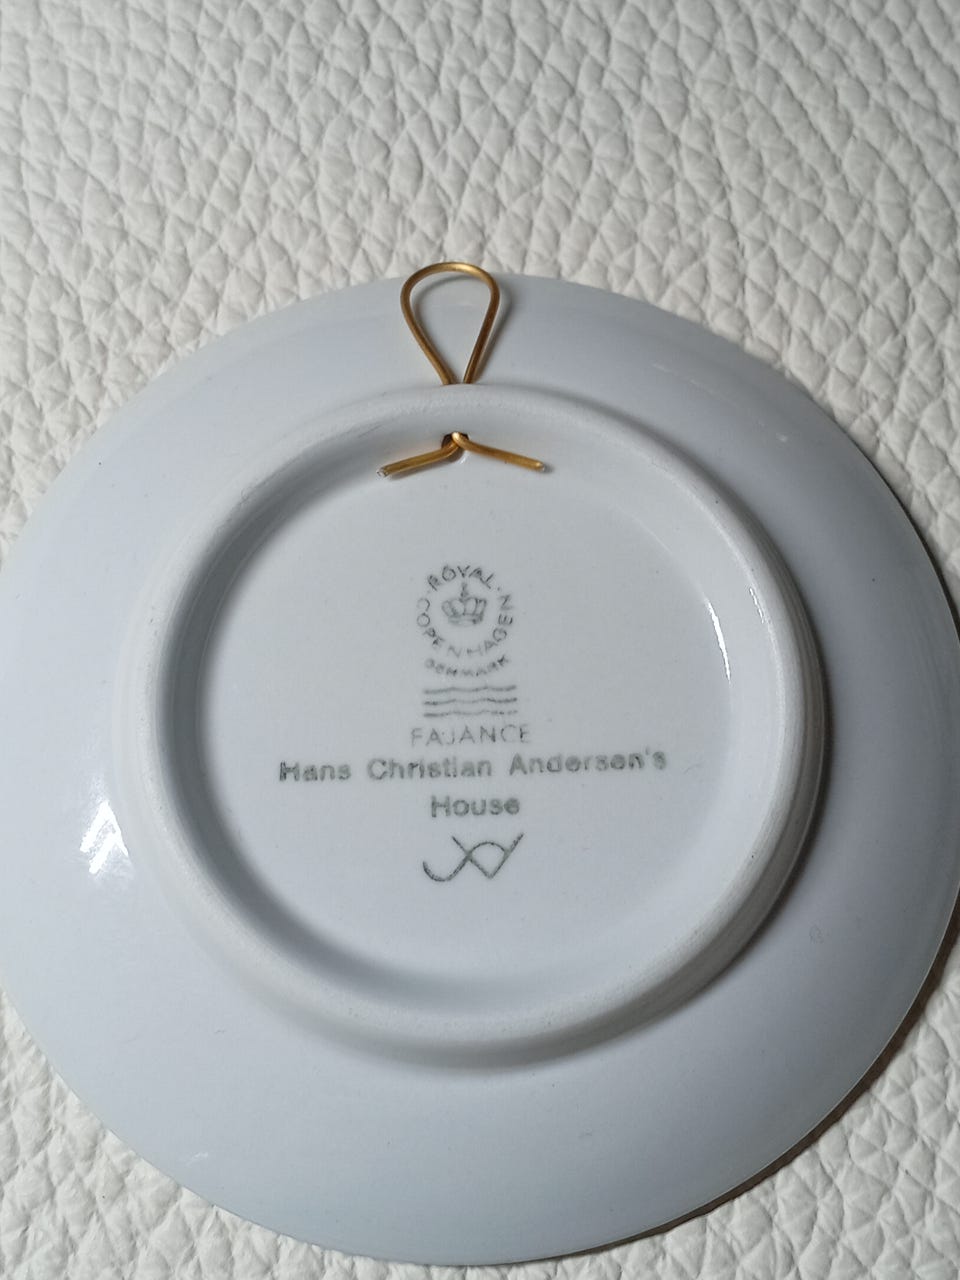 ROYAL
COPENHAGEN
DENMARK
FAJANCE
Hans Christian Andersen's
House